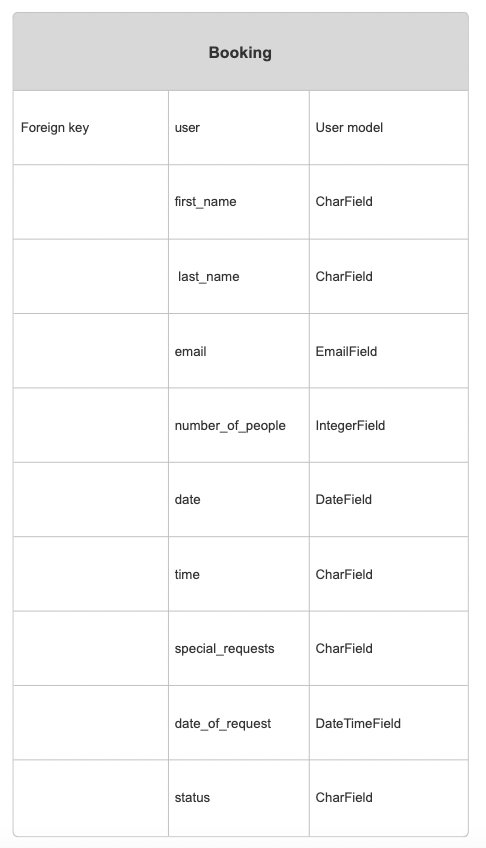 Booking
Foreign key user User model
first_name CharField
last_name CharField
email EmailField
number_of_people IntegerField
date DateField
time CharField
special_requests CharField
date_of_request DateTimeField
status CharField